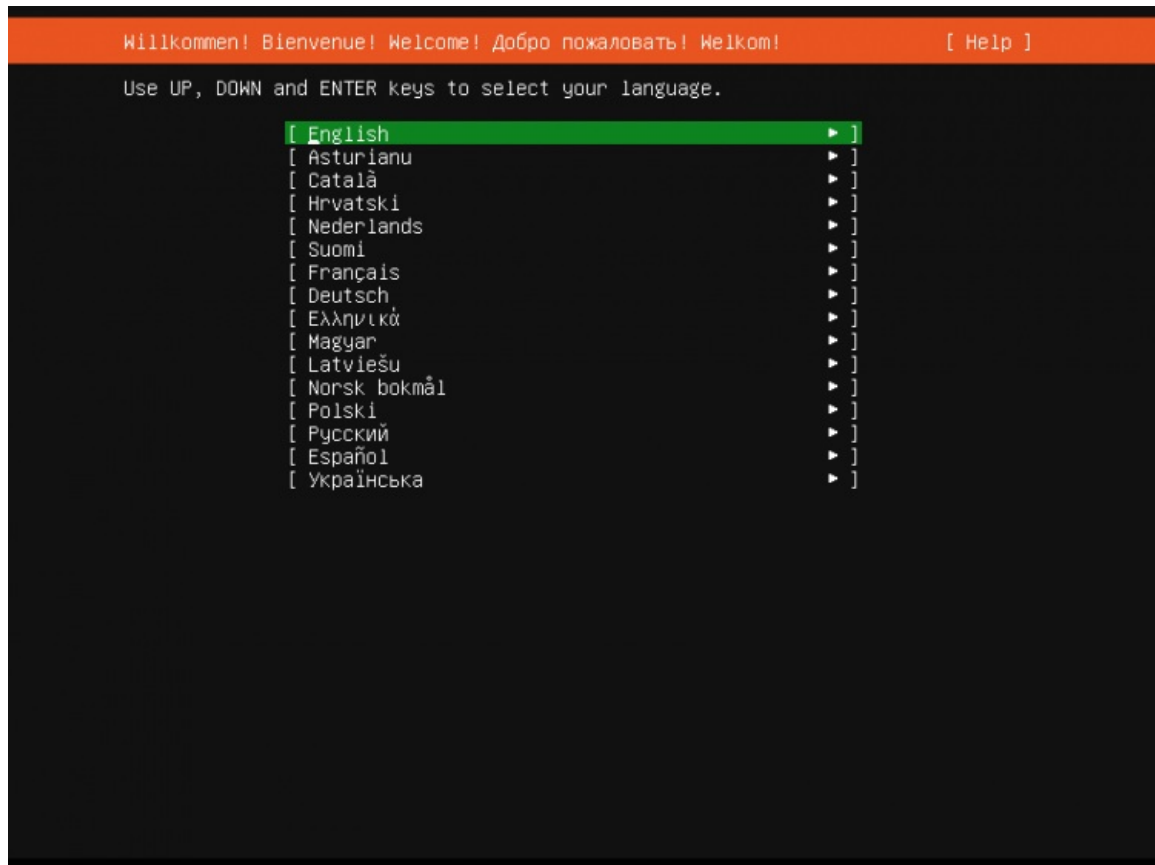 Willkommen! Bienvenue! Welcome! Добро пожаловать! Welkom! [ Help ]
Use UP, DOWN and ENTER keys to select your language.
[ English ► ]
[ Asturianu ► ]
[ Català ► ]
[ Hrvatski ► ]
[ Nederlands ► ]
[ Suomi ► ]
[ Français ► ]
[ Deutsch ► ]
[ Ελληνικά ► ]
[ Magyar ► ]
[ Latviešu ► ]
[ Norsk bokmål ► ]
[ Polski ► ]
[ Русский ► ]
[ Español ► ]
[ Українська ► ]